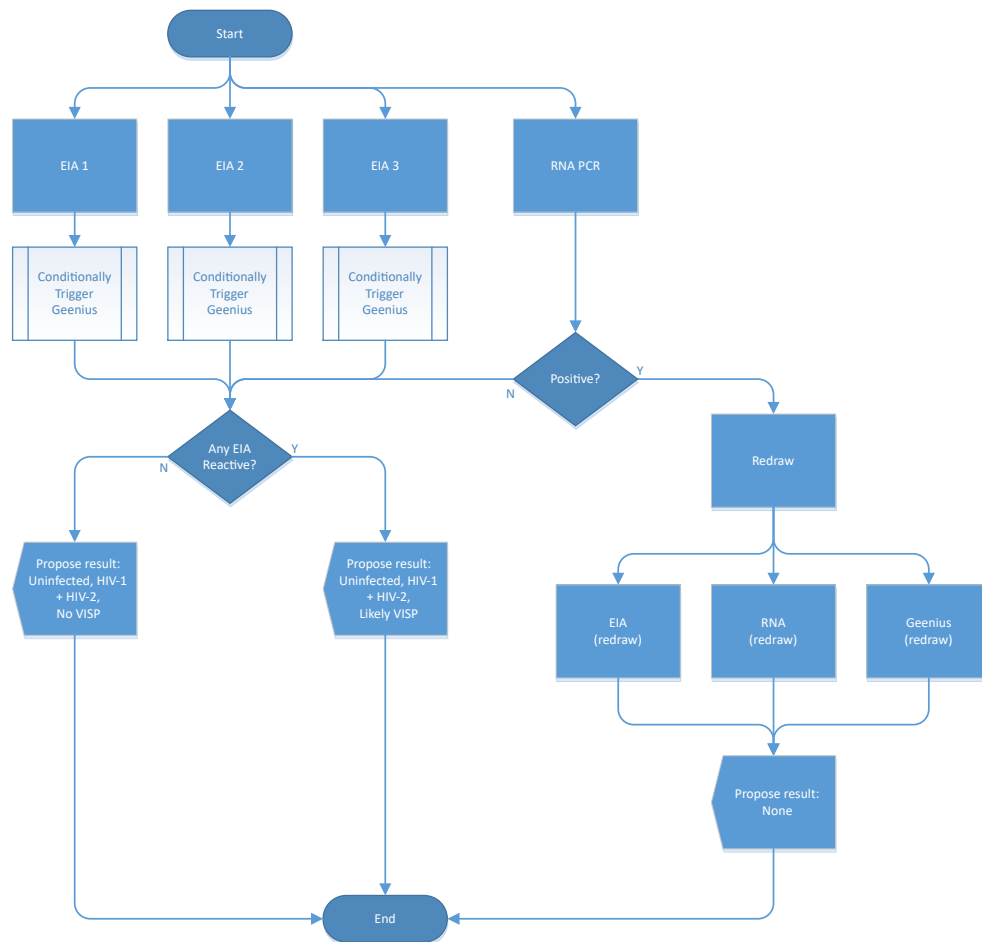 Start
EIA 1
EIA 2
EIA 3
RNA PCR
Conditionally
Trigger
Geenius
Conditionally
Trigger
Geenius
Conditionally
Trigger
Geenius
Positive?
N
Y
Any EIA
Reactive?
N
Y
Redraw
Propose result:
Uninfected, HIV-1
+ HIV-2,
No VISP
Propose result:
Uninfected, HIV-1
+ HIV-2,
Likely VISP
EIA
(redraw)
RNA
(redraw)
Geenius
(redraw)
Propose result:
None
End